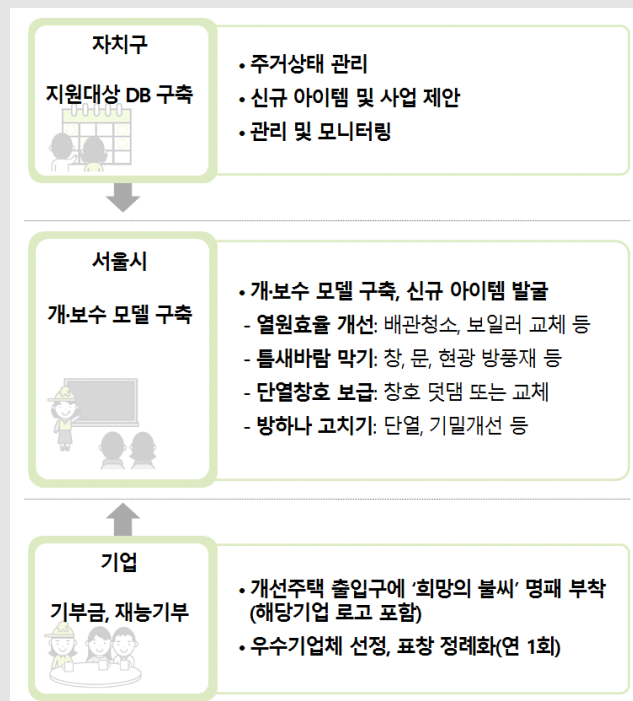 자치구
지원대상 DB 구축
• 주거상태 관리
• 신규 아이템 및 사업 제안
• 관리 및 모니터링
서울시
개·보수 모델 구축
• 개·보수 모델 구축, 신규 아이템 발굴
- 열원효율 개선: 배관청소, 보일러 교체 등
- 틈새바람 막기: 창, 문, 현광 방풍재 등
- 단열창호 보급: 창호 덧댐 또는 교체
- 방하나 고치기: 단열, 기밀개선 등
기업
기부금, 재능기부
• 개선주택 출입구에 ‘희망의 불씨’ 명패 부착
(해당기업 로고 포함)
• 우수기업체 선정, 표창 정례화(연 1회)